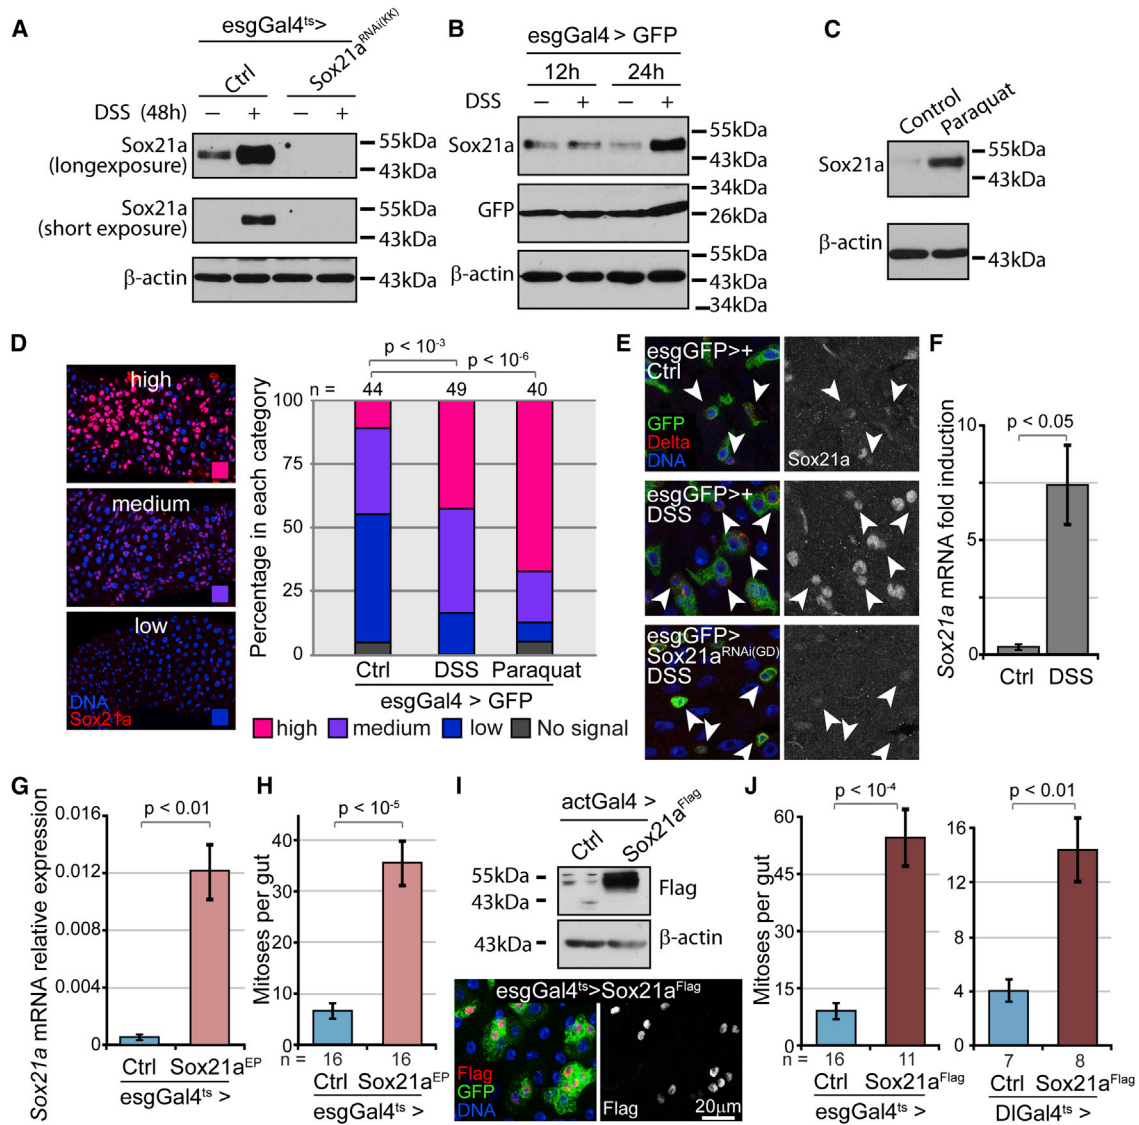 A
esgGal4ts>
Ctrl
Sox21aRNAi(KK)
DSS (48h)
− + − +
Sox21a
(longexposure)
55kDa
43kDa
Sox21a
(short exposure)
55kDa
43kDa
β-actin
43kDa
B
esgGal4 > GFP
12h 24h
DSS − + − +
Sox21a
55kDa
43kDa
GFP
34kDa
26kDa
β-actin
55kDa
43kDa
34kDa
C
Control
Paraquat
Sox21a
55kDa
43kDa
β-actin
43kDa
D
high
medium
low
DNA
Sox21a
p < 10-3
p < 10-6
n = 44 49 40
Percentage in each category
100
75
50
25
0
Ctrl DSS Paraquat
esgGal4 > GFP
high medium low No signal
E
esgGFP>+
Ctrl
GFP
Delta
DNA
Sox21a
esgGFP>+
DSS
esgGFP>
Sox21aRNAi(GD)
DSS
F
Sox21a mRNA fold induction
p < 0.05
10
5
0
Ctrl DSS
G
Sox21a mRNA relative expression
p < 0.01
0.016
0.012
0.008
0.004
0
Ctrl Sox21aEP
esgGal4ts >
H
Mitoses per gut
p < 10-5
40
30
20
10
0
n = 16 16
Ctrl Sox21aEP
esgGal4ts >
I
actGal4 >
Ctrl
Sox21aFlag
55kDa
43kDa
Flag
43kDa
β-actin
esgGal4ts>Sox21aFlag
Flag
GFP
DNA
Flag
20μm
J
Mitoses per gut
p < 10-4
60
45
30
15
0
n = 16 11
Ctrl Sox21aFlag
esgGal4ts >
p < 0.01
16
12
8
4
0
7 8
Ctrl Sox21aFlag
DlGal4ts >